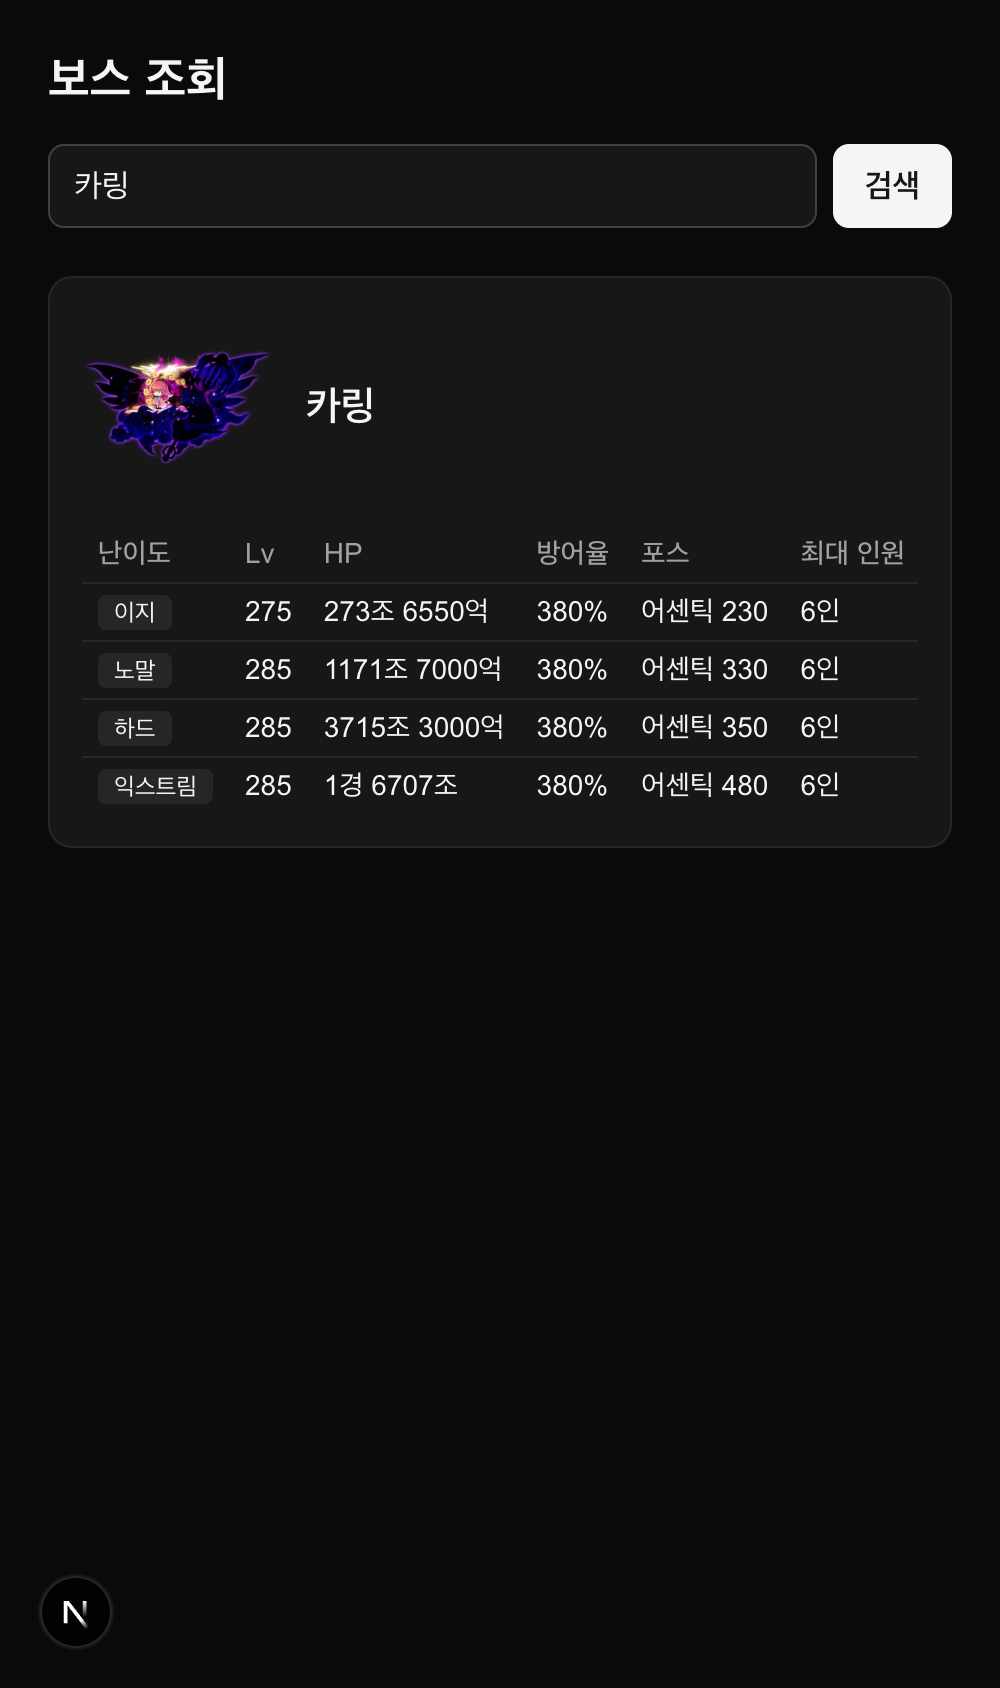 보스 조회
카링 검색
카링
난이도 Lv HP 방어율 포스 최대 인원
이지 275 273조 6550억 380% 어센틱 230 6인
노말 285 1171조 7000억 380% 어센틱 330 6인
하드 285 3715조 3000억 380% 어센틱 350 6인
익스트림 285 1경 6707조 380% 어센틱 480 6인
N